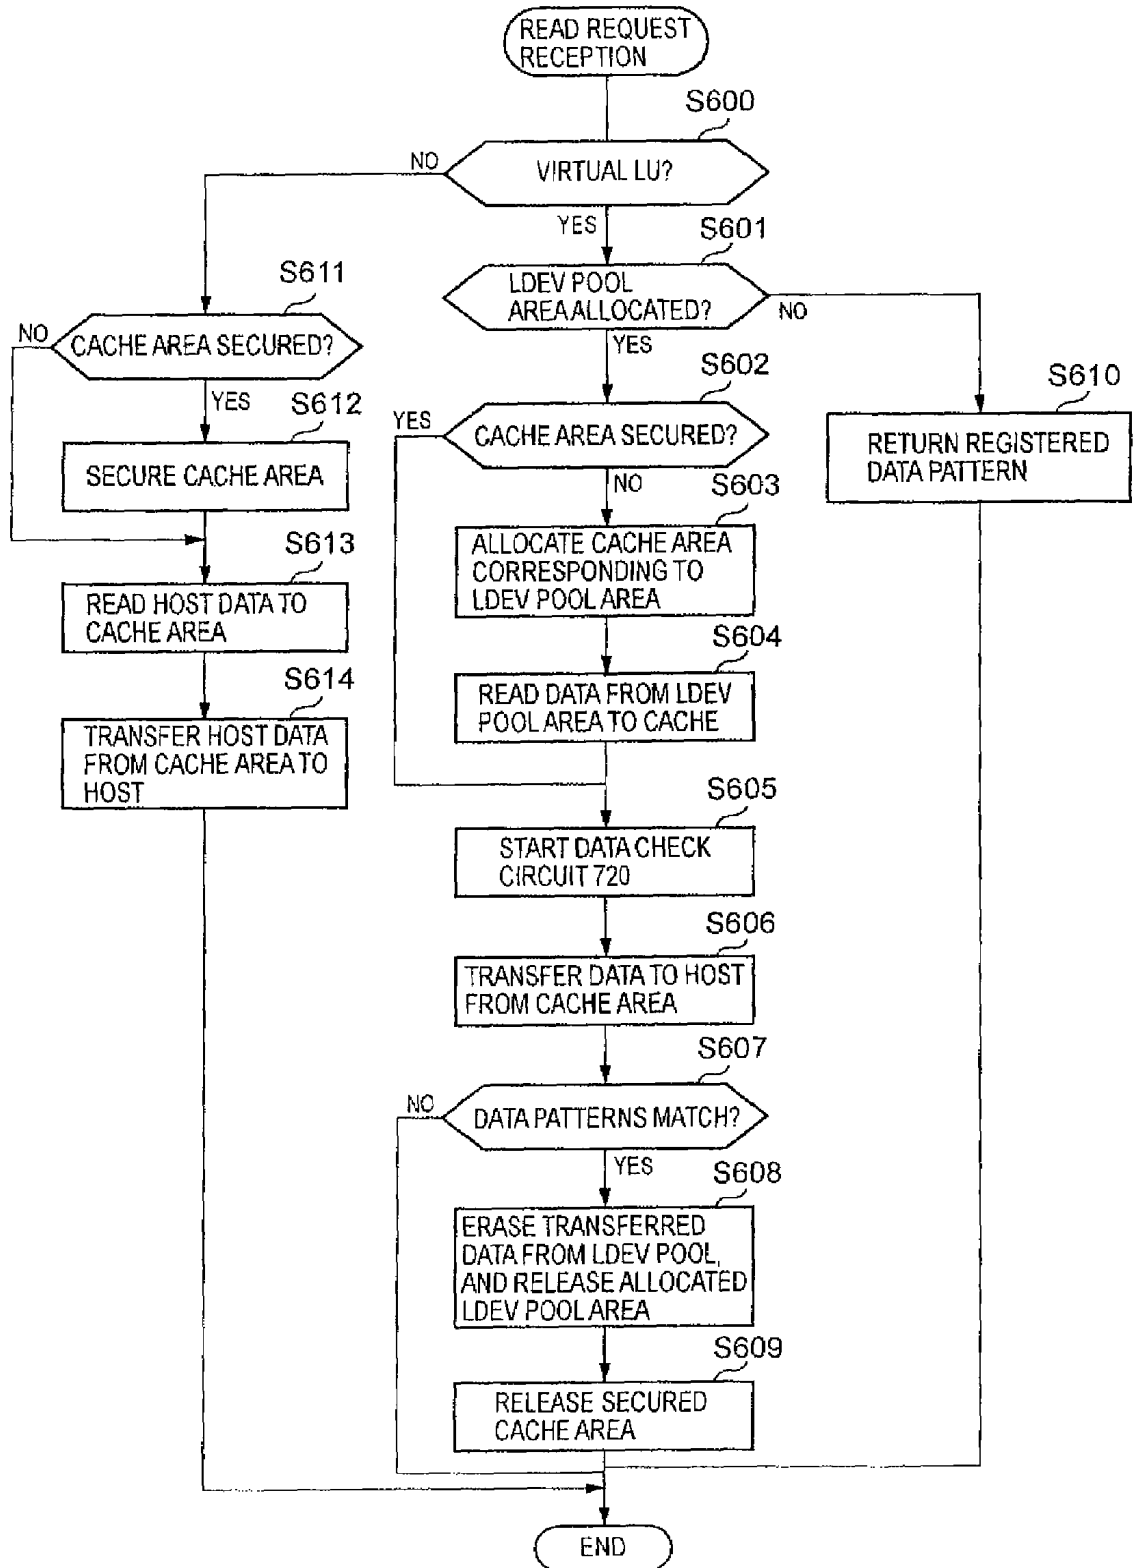 READ REQUEST
RECEPTION
S600
NO
VIRTUAL LU?
YES
S601
LDEV POOL
AREA ALLOCATED?
NO
YES
S611
NO
CACHE AREA SECURED?
YES
S602
YES
CACHE AREA SECURED?
NO
S610
RETURN REGISTERED
DATA PATTERN
S612
SECURE CACHE AREA
S603
ALLOCATE CACHE AREA
CORRESPONDING TO
LDEV POOL AREA
S613
READ HOST DATA TO
CACHE AREA
S604
READ DATA FROM LDEV
POOL AREA TO CACHE
S614
TRANSFER HOST DATA
FROM CACHE AREA TO
HOST
S605
START DATA CHECK
CIRCUIT 720
S606
TRANSFER DATA TO HOST
FROM CACHE AREA
S607
NO
DATA PATTERNS MATCH?
YES
S608
ERASE TRANSFERRED
DATA FROM LDEV POOL,
AND RELEASE ALLOCATED
LDEV POOL AREA
S609
RELEASE SECURED
CACHE AREA
END